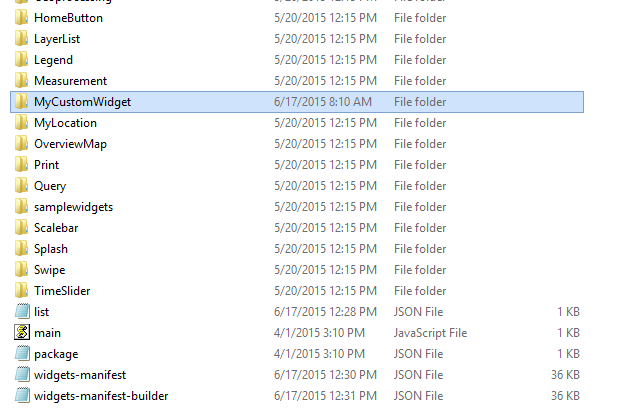 5/20/2015 12:15 PM File folder
HomeButton 5/20/2015 12:15 PM File folder
LayerList 5/20/2015 12:15 PM File folder
Legend 5/20/2015 12:15 PM File folder
Measurement 5/20/2015 12:15 PM File folder
MyCustomWidget 6/17/2015 8:10 AM File folder
MyLocation 5/20/2015 12:15 PM File folder
OverviewMap 5/20/2015 12:15 PM File folder
Print 5/20/2015 12:15 PM File folder
Query 5/20/2015 12:15 PM File folder
samplewidgets 5/20/2015 12:15 PM File folder
Scalebar 5/20/2015 12:15 PM File folder
Splash 5/20/2015 12:15 PM File folder
Swipe 5/20/2015 12:15 PM File folder
TimeSlider 5/20/2015 12:15 PM File folder
list 6/17/2015 12:28 PM JSON File 1 KB
main 4/1/2015 3:10 PM JavaScript File 1 KB
package 4/1/2015 3:10 PM JSON File 1 KB
widgets-manifest 6/17/2015 12:30 PM JSON File 36 KB
widgets-manifest-builder 6/17/2015 12:31 PM JSON File 36 KB